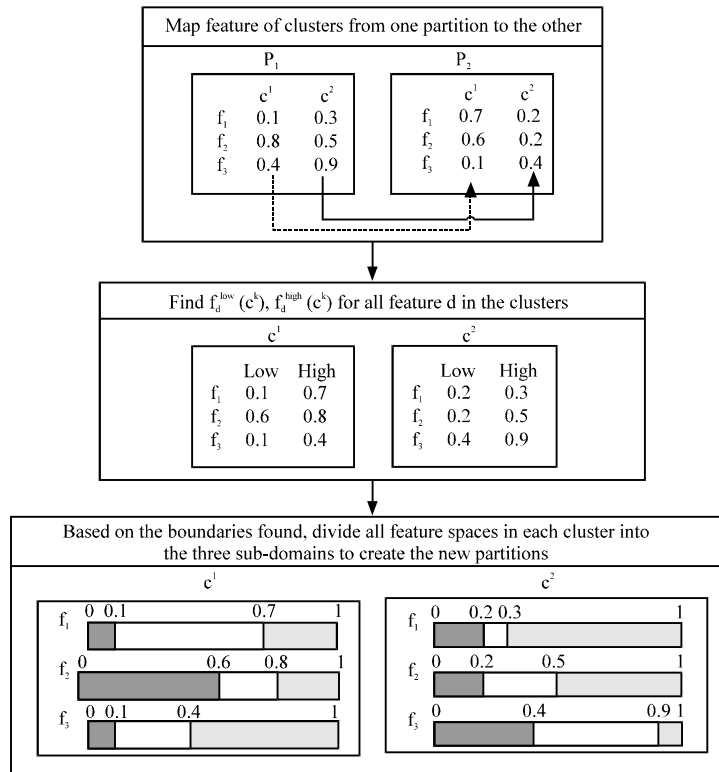 Map feature of clusters from one partition to the other
P1 P2
c1 c2 c1 c2
f1 0.1 0.3 0.7 0.2
f2 0.8 0.5 0.6 0.2
f3 0.4 0.9 0.1 0.4
Find f_d^low (c^k), f_d^high (c^k) for all feature d in the clusters
c1 c2
Low High Low High
f1 0.1 0.7 f1 0.2 0.3
f2 0.6 0.8 f2 0.2 0.5
f3 0.1 0.4 f3 0.4 0.9
Based on the boundaries found, divide all feature spaces in each cluster into
the three sub-domains to create the new partitions
c1 c2
0 0.1 0.7 1
f1
0 0.6 0.8 1
f2
0 0.1 0.4 1
f3
0 0.2 0.3 1
f1
0 0.2 0.5 1
f2
0 0.4 0.9 1
f3